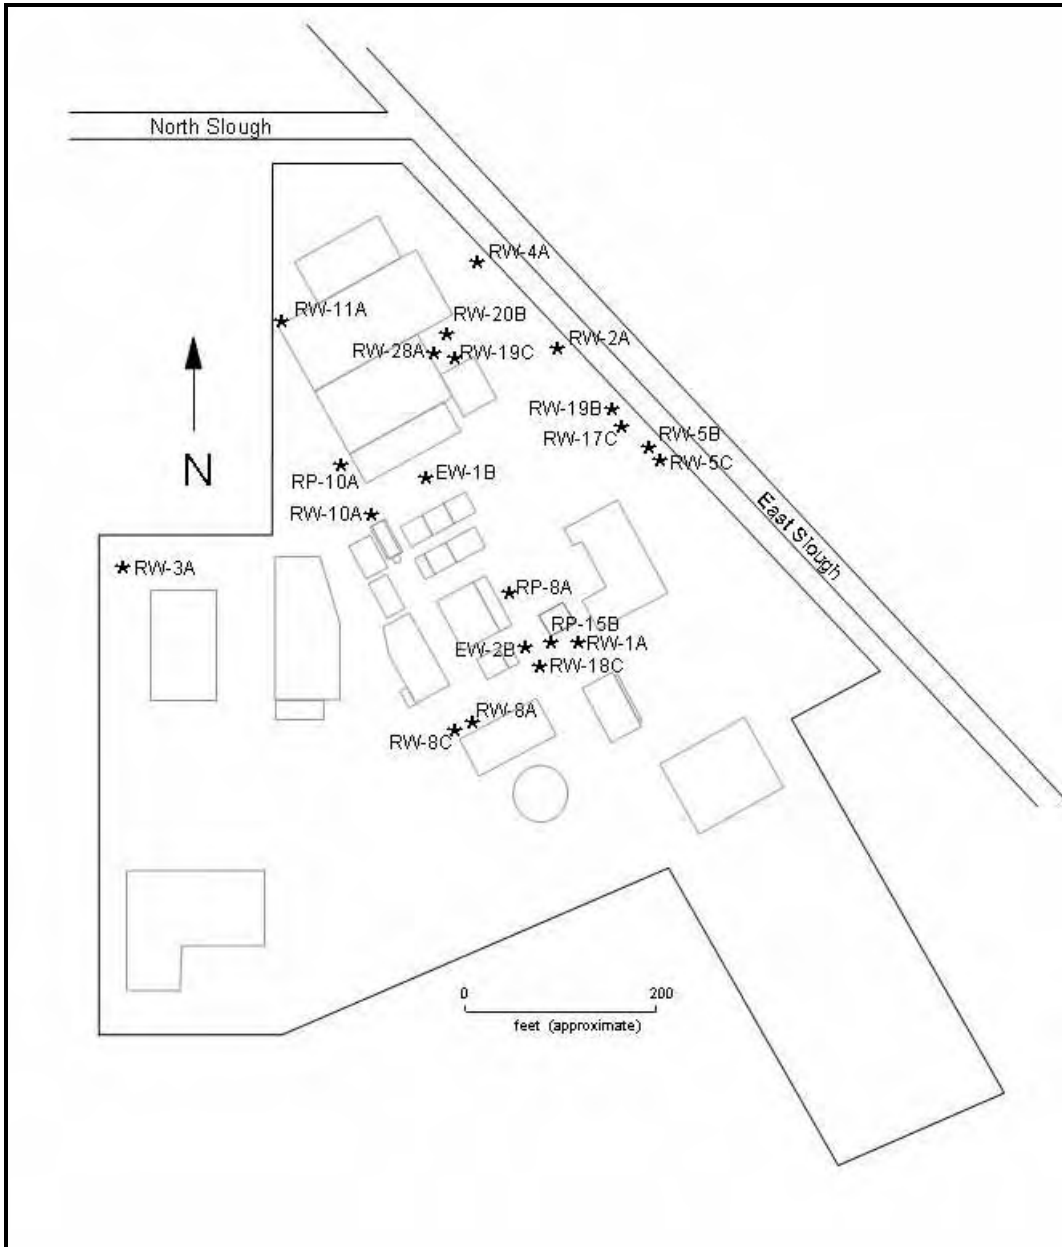 North Slough
RW-4A
RW-11A
RW-20B
RW-2A
RW-28A
RW-19C
RW-19B
RW-17C
RW-5B
RW-5C
N
RP-10A
EW-1B
RW-10A
East Slough
RW-3A
RP-8A
RP-15B
EW-2B
RW-1A
RW-18C
RW-8A
RW-8C
0 200
feet (approximate)